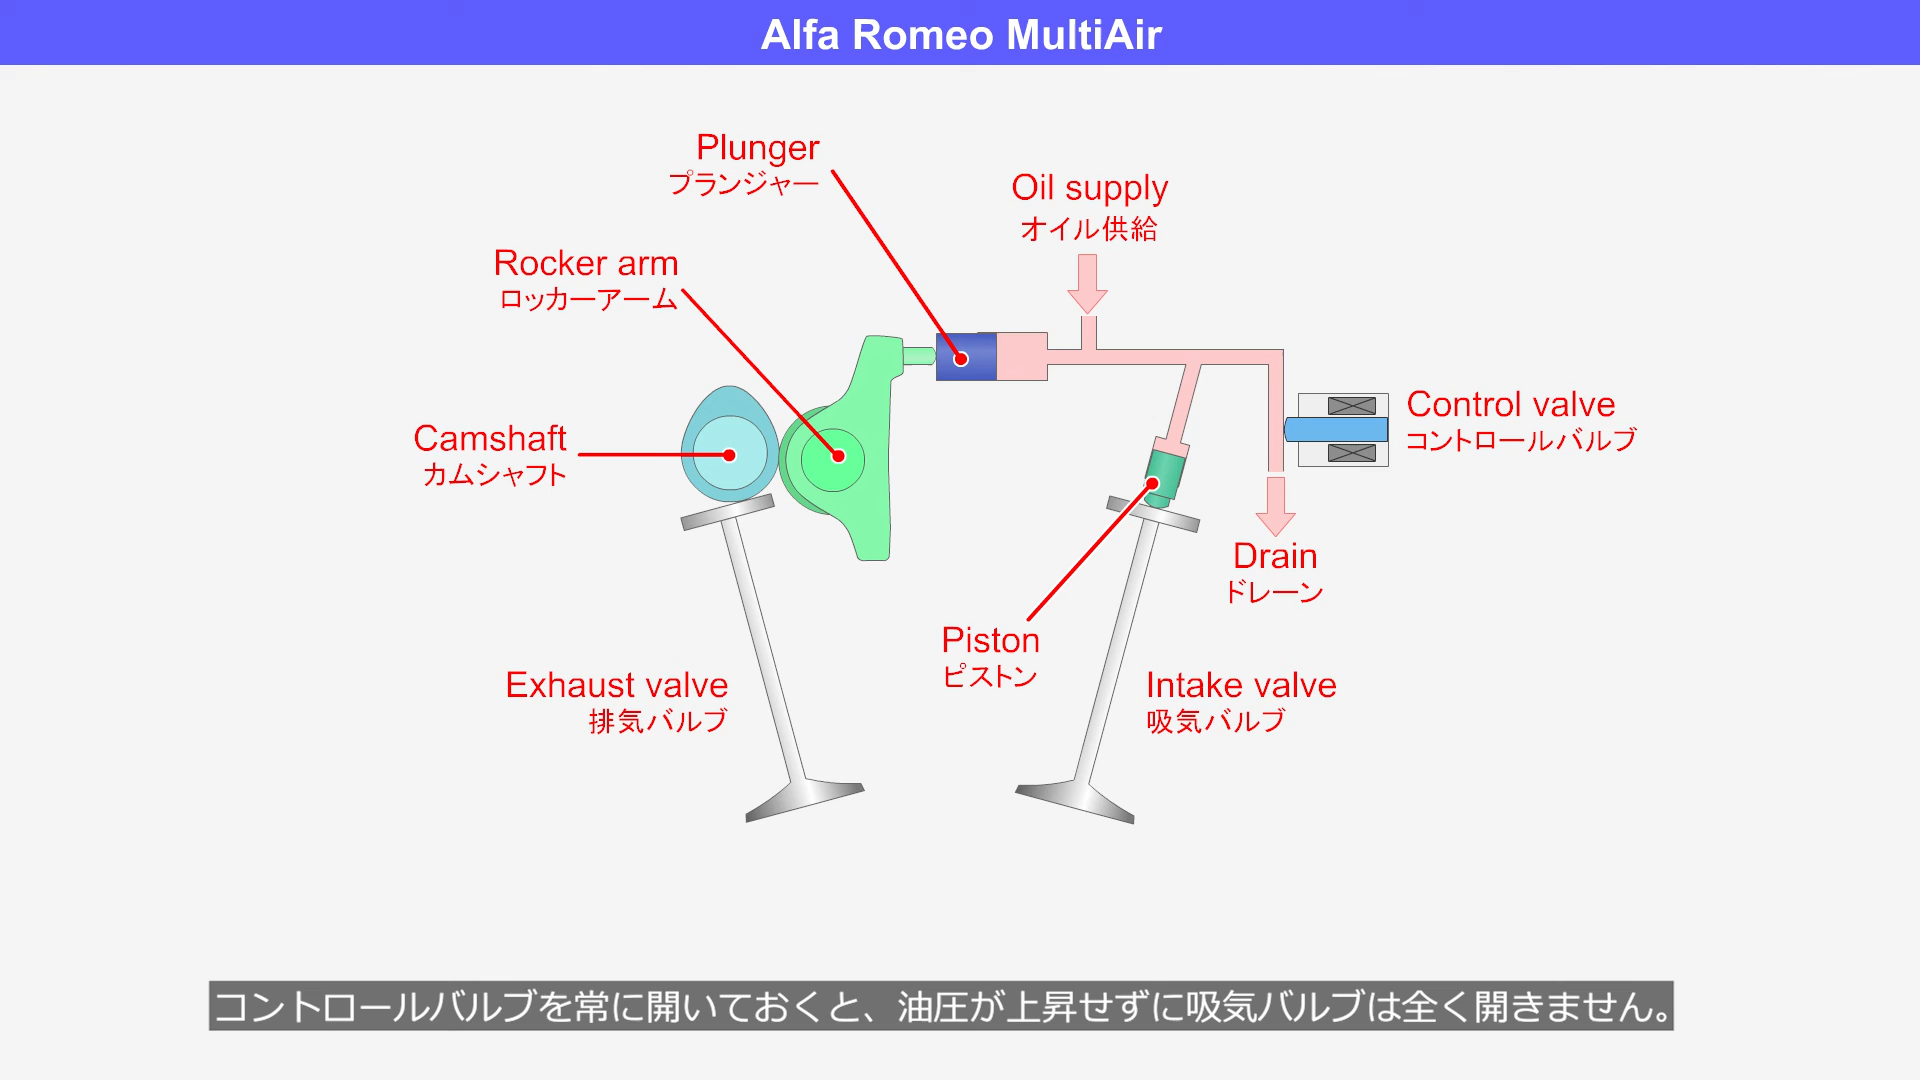 Alfa Romeo MultiAir
Plunger
プランジャー
Oil supply
オイル供給
Rocker arm
ロッカーアーム
Camshaft
カムシャフト
Control valve
コントロールバルブ
Drain
ドレーン
Piston
ピストン
Exhaust valve
排気バルブ
Intake valve
吸気バルブ
コントロールバルブを常に開いておくと、油圧が上昇せずに吸気バルブは全く開きません。